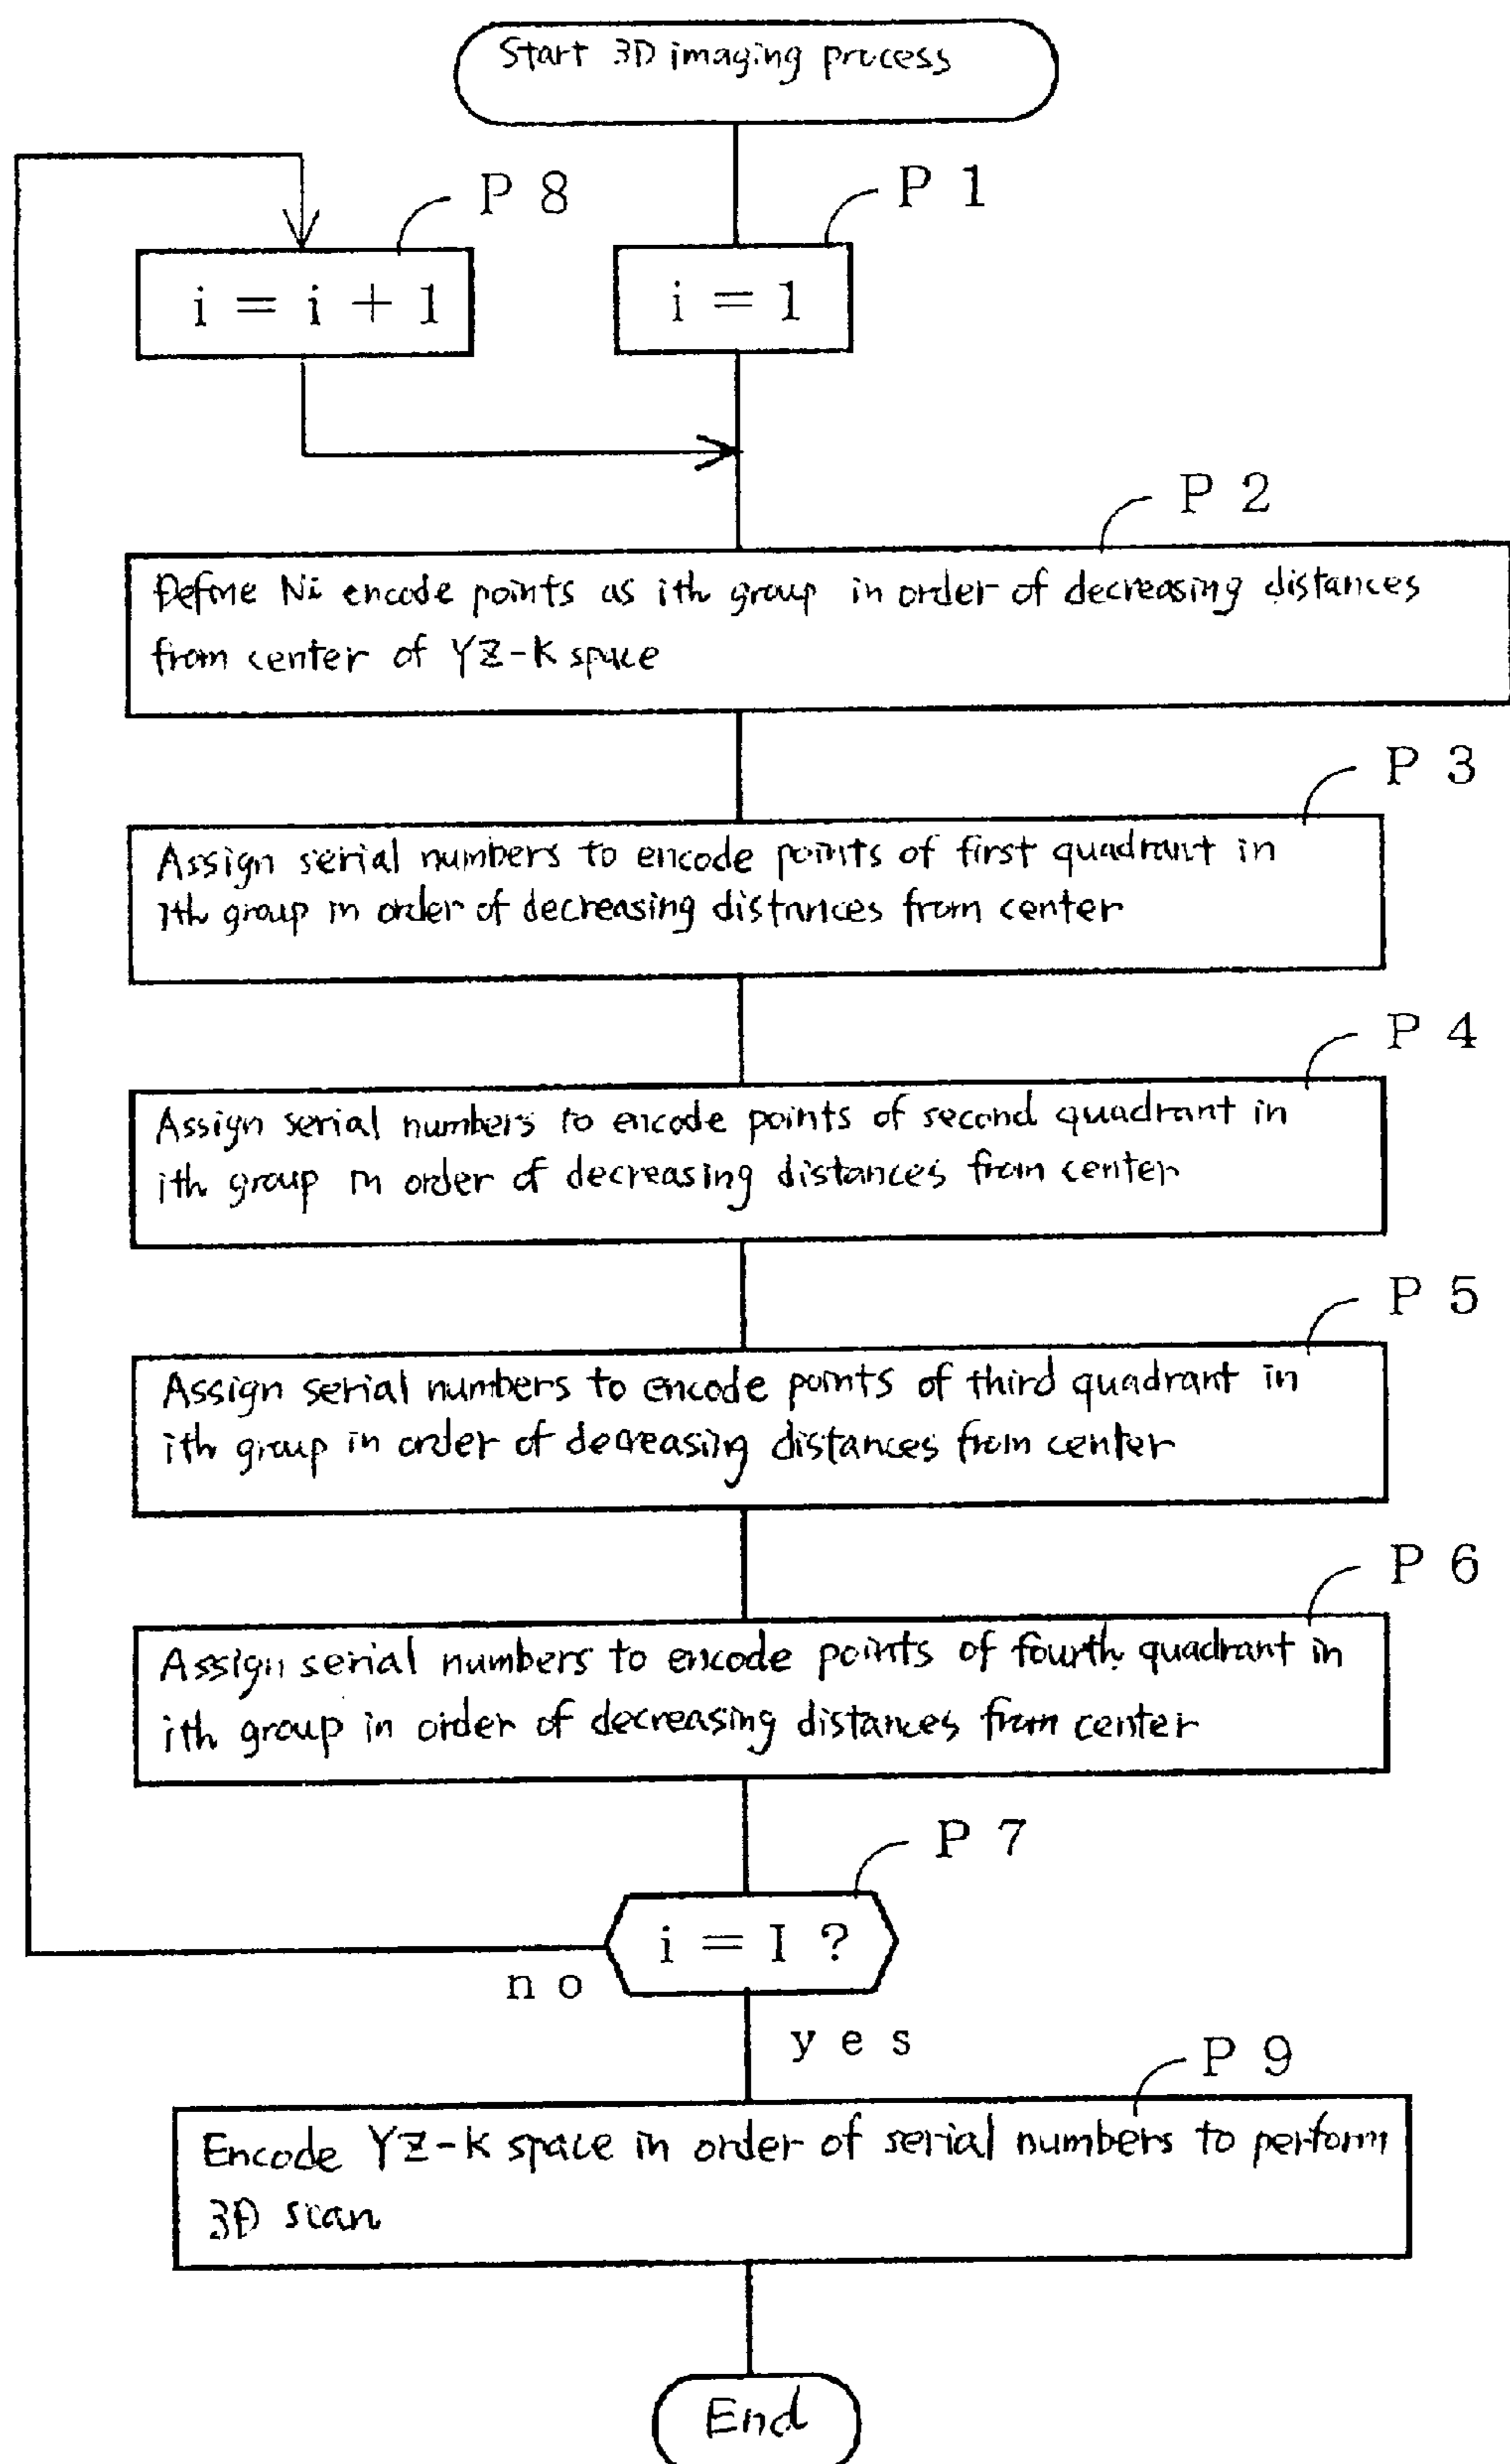 Start 3D imaging process
P 8
P 1
i = i + 1
i = 1
P 2
Define Ni encode points as ith group in order of decreasing distances
from center of YZ-K space
P 3
Assign serial numbers to encode points of first quadrant in
ith group in order of decreasing distances from center
P 4
Assign serial numbers to encode points of second quadrant in
ith group in order of decreasing distances from center
P 5
Assign serial numbers to encode points of third quadrant in
ith group in order of decreasing distances from center
P 6
Assign serial numbers to encode points of fourth quadrant in
ith group in order of decreasing distances from center
P 7
i = I ?
no
yes
P 9
Encode YZ-K space in order of serial numbers to perform
3D scan
End